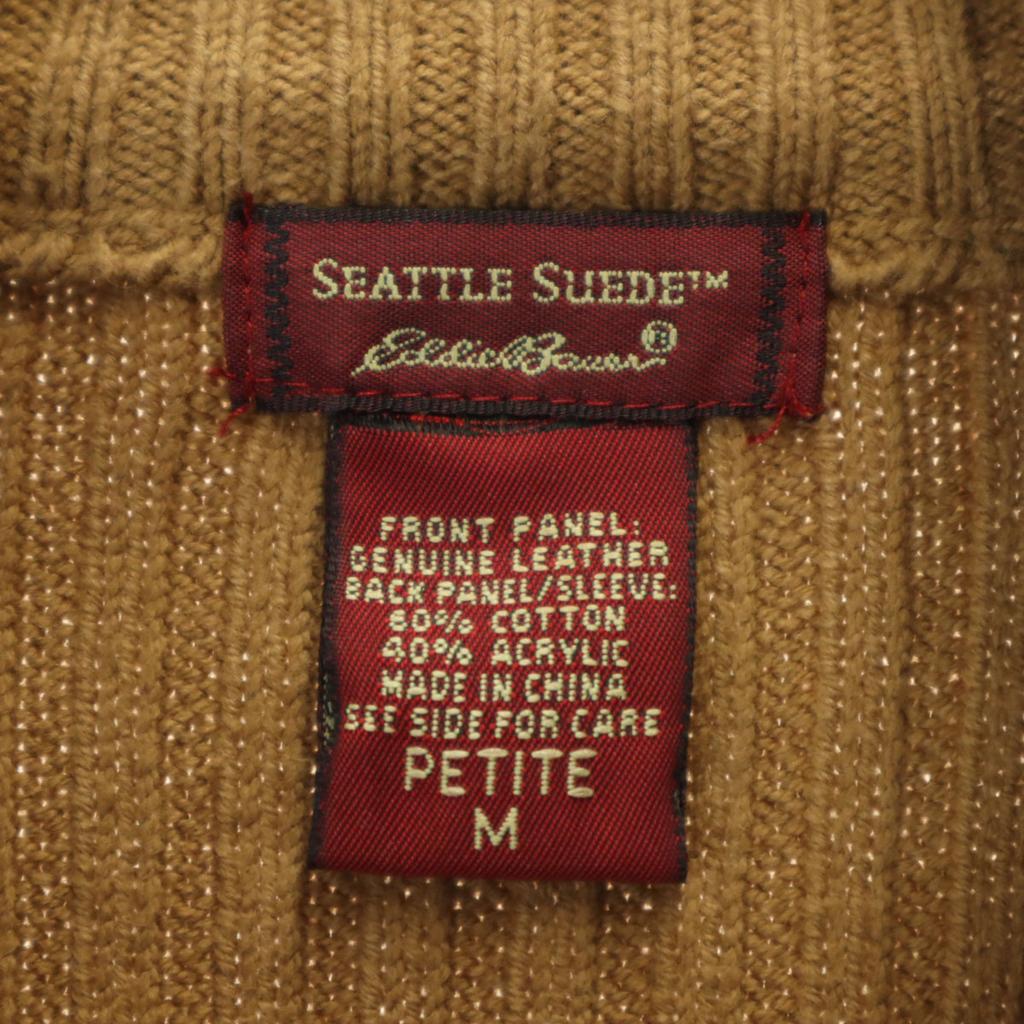 SEATTLE SUEDE™
Eddie Bauer®
FRONT PANEL:
GENUINE LEATHER
BACK PANEL/SLEEVE:
60% COTTON
40% ACRYLIC
MADE IN CHINA
SEE SIDE FOR CARE
PETITE
M